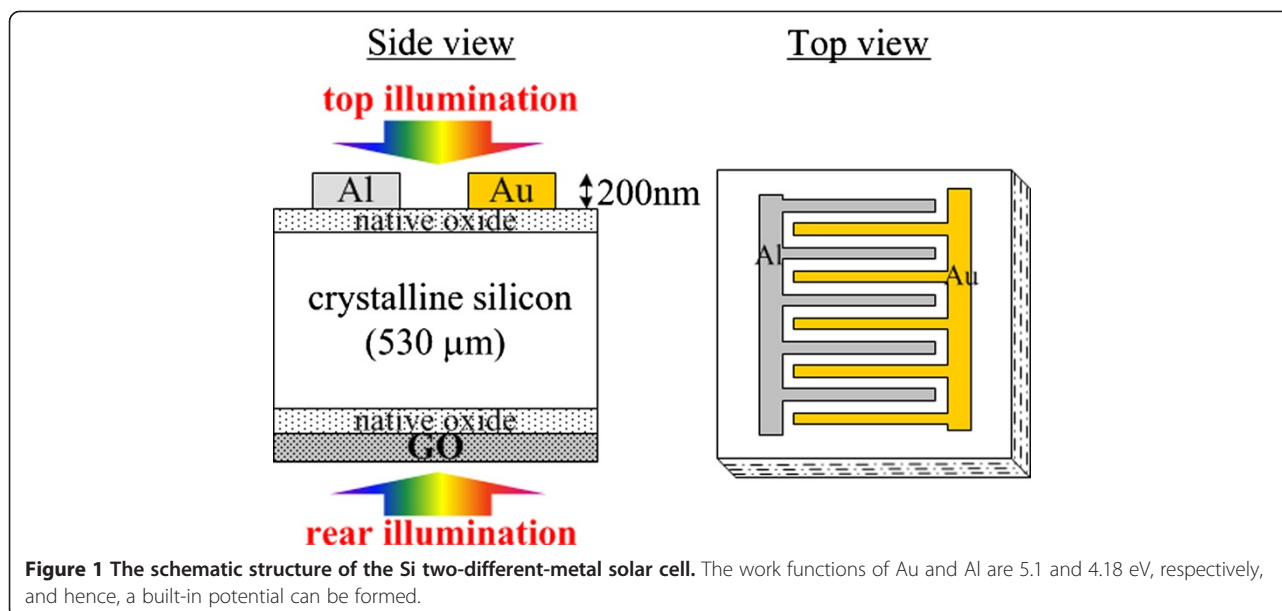 Side view
Top view
top illumination
Al
Au
200nm
native oxide
crystalline silicon
(530 μm)
native oxide
GO
rear illumination
Al
Au
Figure 1 The schematic structure of the Si two-different-metal solar cell. The work functions of Au and Al are 5.1 and 4.18 eV, respectively,
and hence, a built-in potential can be formed.